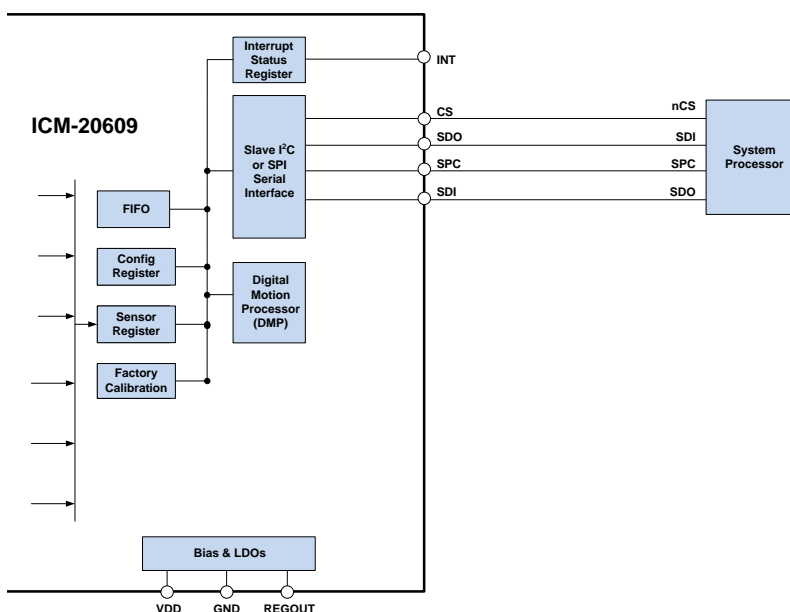 Interrupt
Status
Register
INT
ICM-20609
CS
nCS
SDO
SDI
Slave I²C
or SPI
Serial
Interface
System
Processor
SPC
SPC
SDI
SDO
FIFO
Config
Register
Digital
Motion
Processor
(DMP)
Sensor
Register
Factory
Calibration
Bias & LDOs
VDD
GND
REGOUT